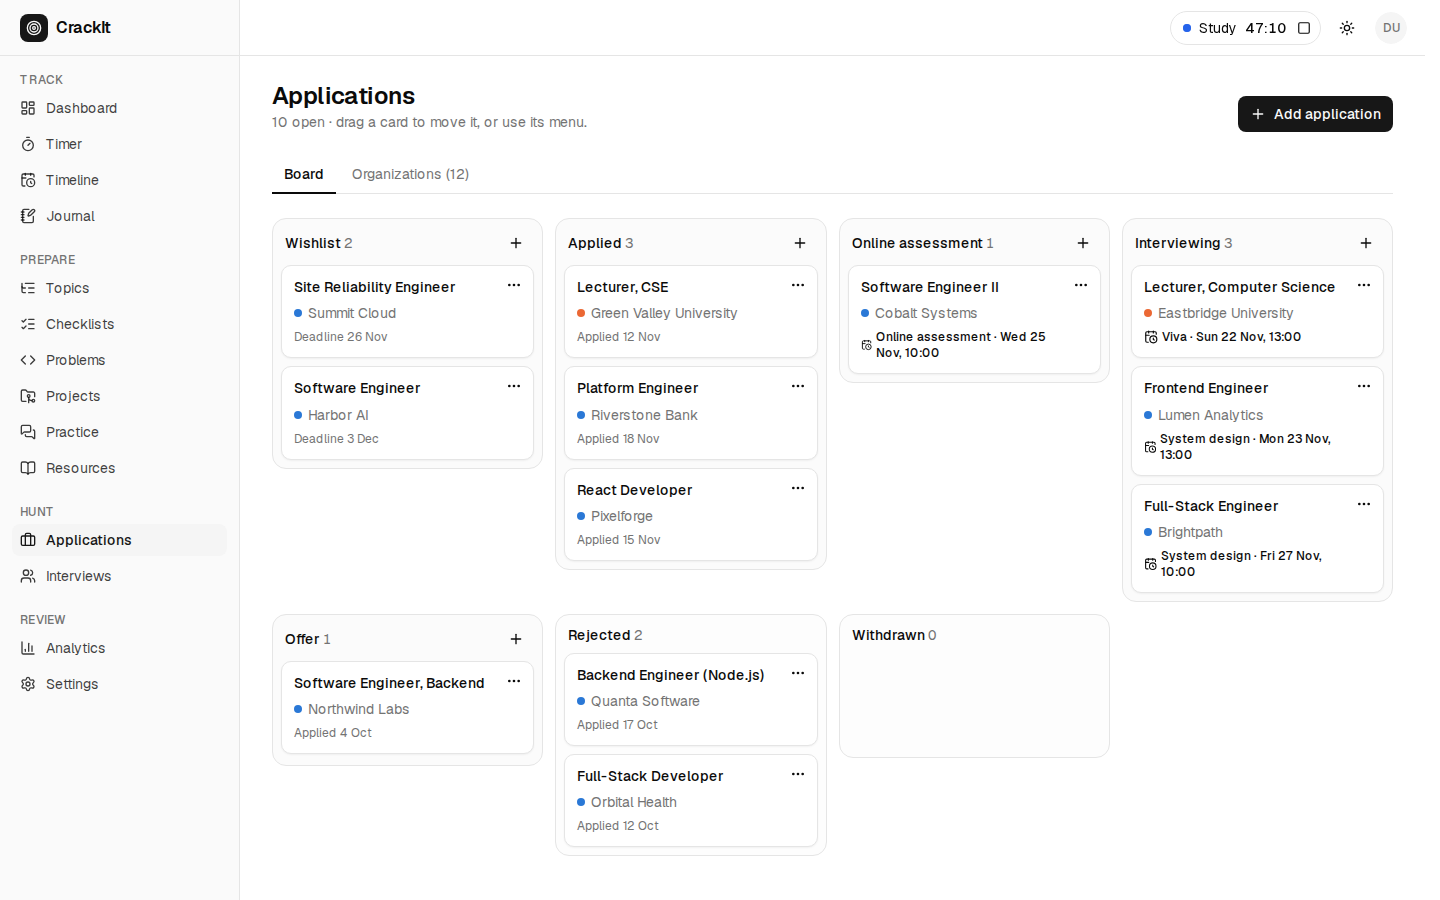 CrackIt
Study 47:10
DU
TRACK
Dashboard
Timer
Timeline
Journal
PREPARE
Topics
Checklists
Problems
Projects
Practice
Resources
HUNT
Applications
Interviews
REVIEW
Analytics
Settings
Applications
10 open · drag a card to move it, or use its menu.
Add application
Board
Organizations (12)
Wishlist 2
Site Reliability Engineer
Summit Cloud
Deadline 26 Nov
Software Engineer
Harbor AI
Deadline 3 Dec
Applied 3
Lecturer, CSE
Green Valley University
Applied 12 Nov
Platform Engineer
Riverstone Bank
Applied 18 Nov
React Developer
Pixelforge
Applied 15 Nov
Online assessment 1
Software Engineer II
Cobalt Systems
Online assessment · Wed 25
Nov, 10:00
Interviewing 3
Lecturer, Computer Science
Eastbridge University
Viva · Sun 22 Nov, 13:00
Frontend Engineer
Lumen Analytics
System design · Mon 23 Nov,
13:00
Full-Stack Engineer
Brightpath
System design · Fri 27 Nov,
10:00
Offer 1
Software Engineer, Backend
Northwind Labs
Applied 4 Oct
Rejected 2
Backend Engineer (Node.js)
Quanta Software
Applied 17 Oct
Full-Stack Developer
Orbital Health
Applied 12 Oct
Withdrawn 0